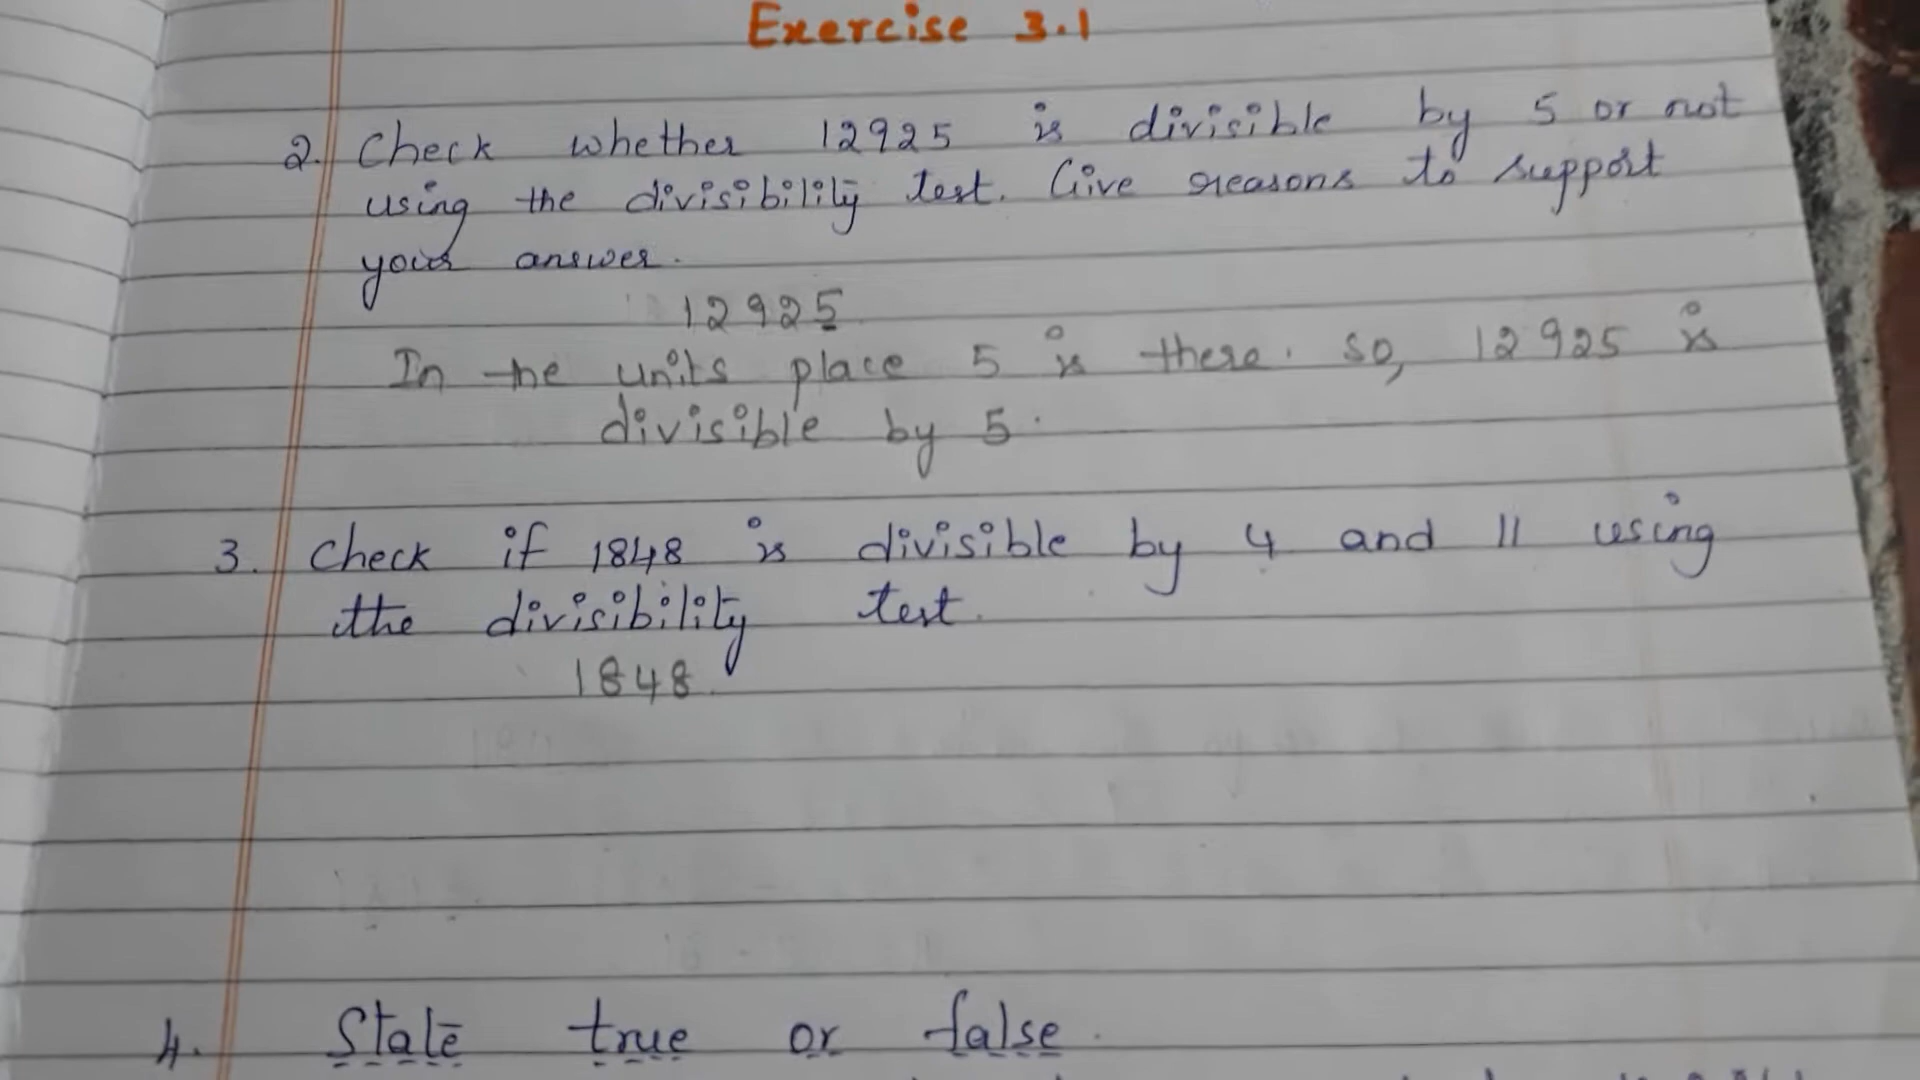 Exercise 3.1
2. Check whether 12925 is divisible by 5 or not
using the divisibility test. Give reasons to support
your answer.
12925
In the units place 5 is there. So, 12925 is
divisible by 5.
3. Check if 1848 is divisible by 4 and 11 using
the divisibility test.
1848
4. State true or false.